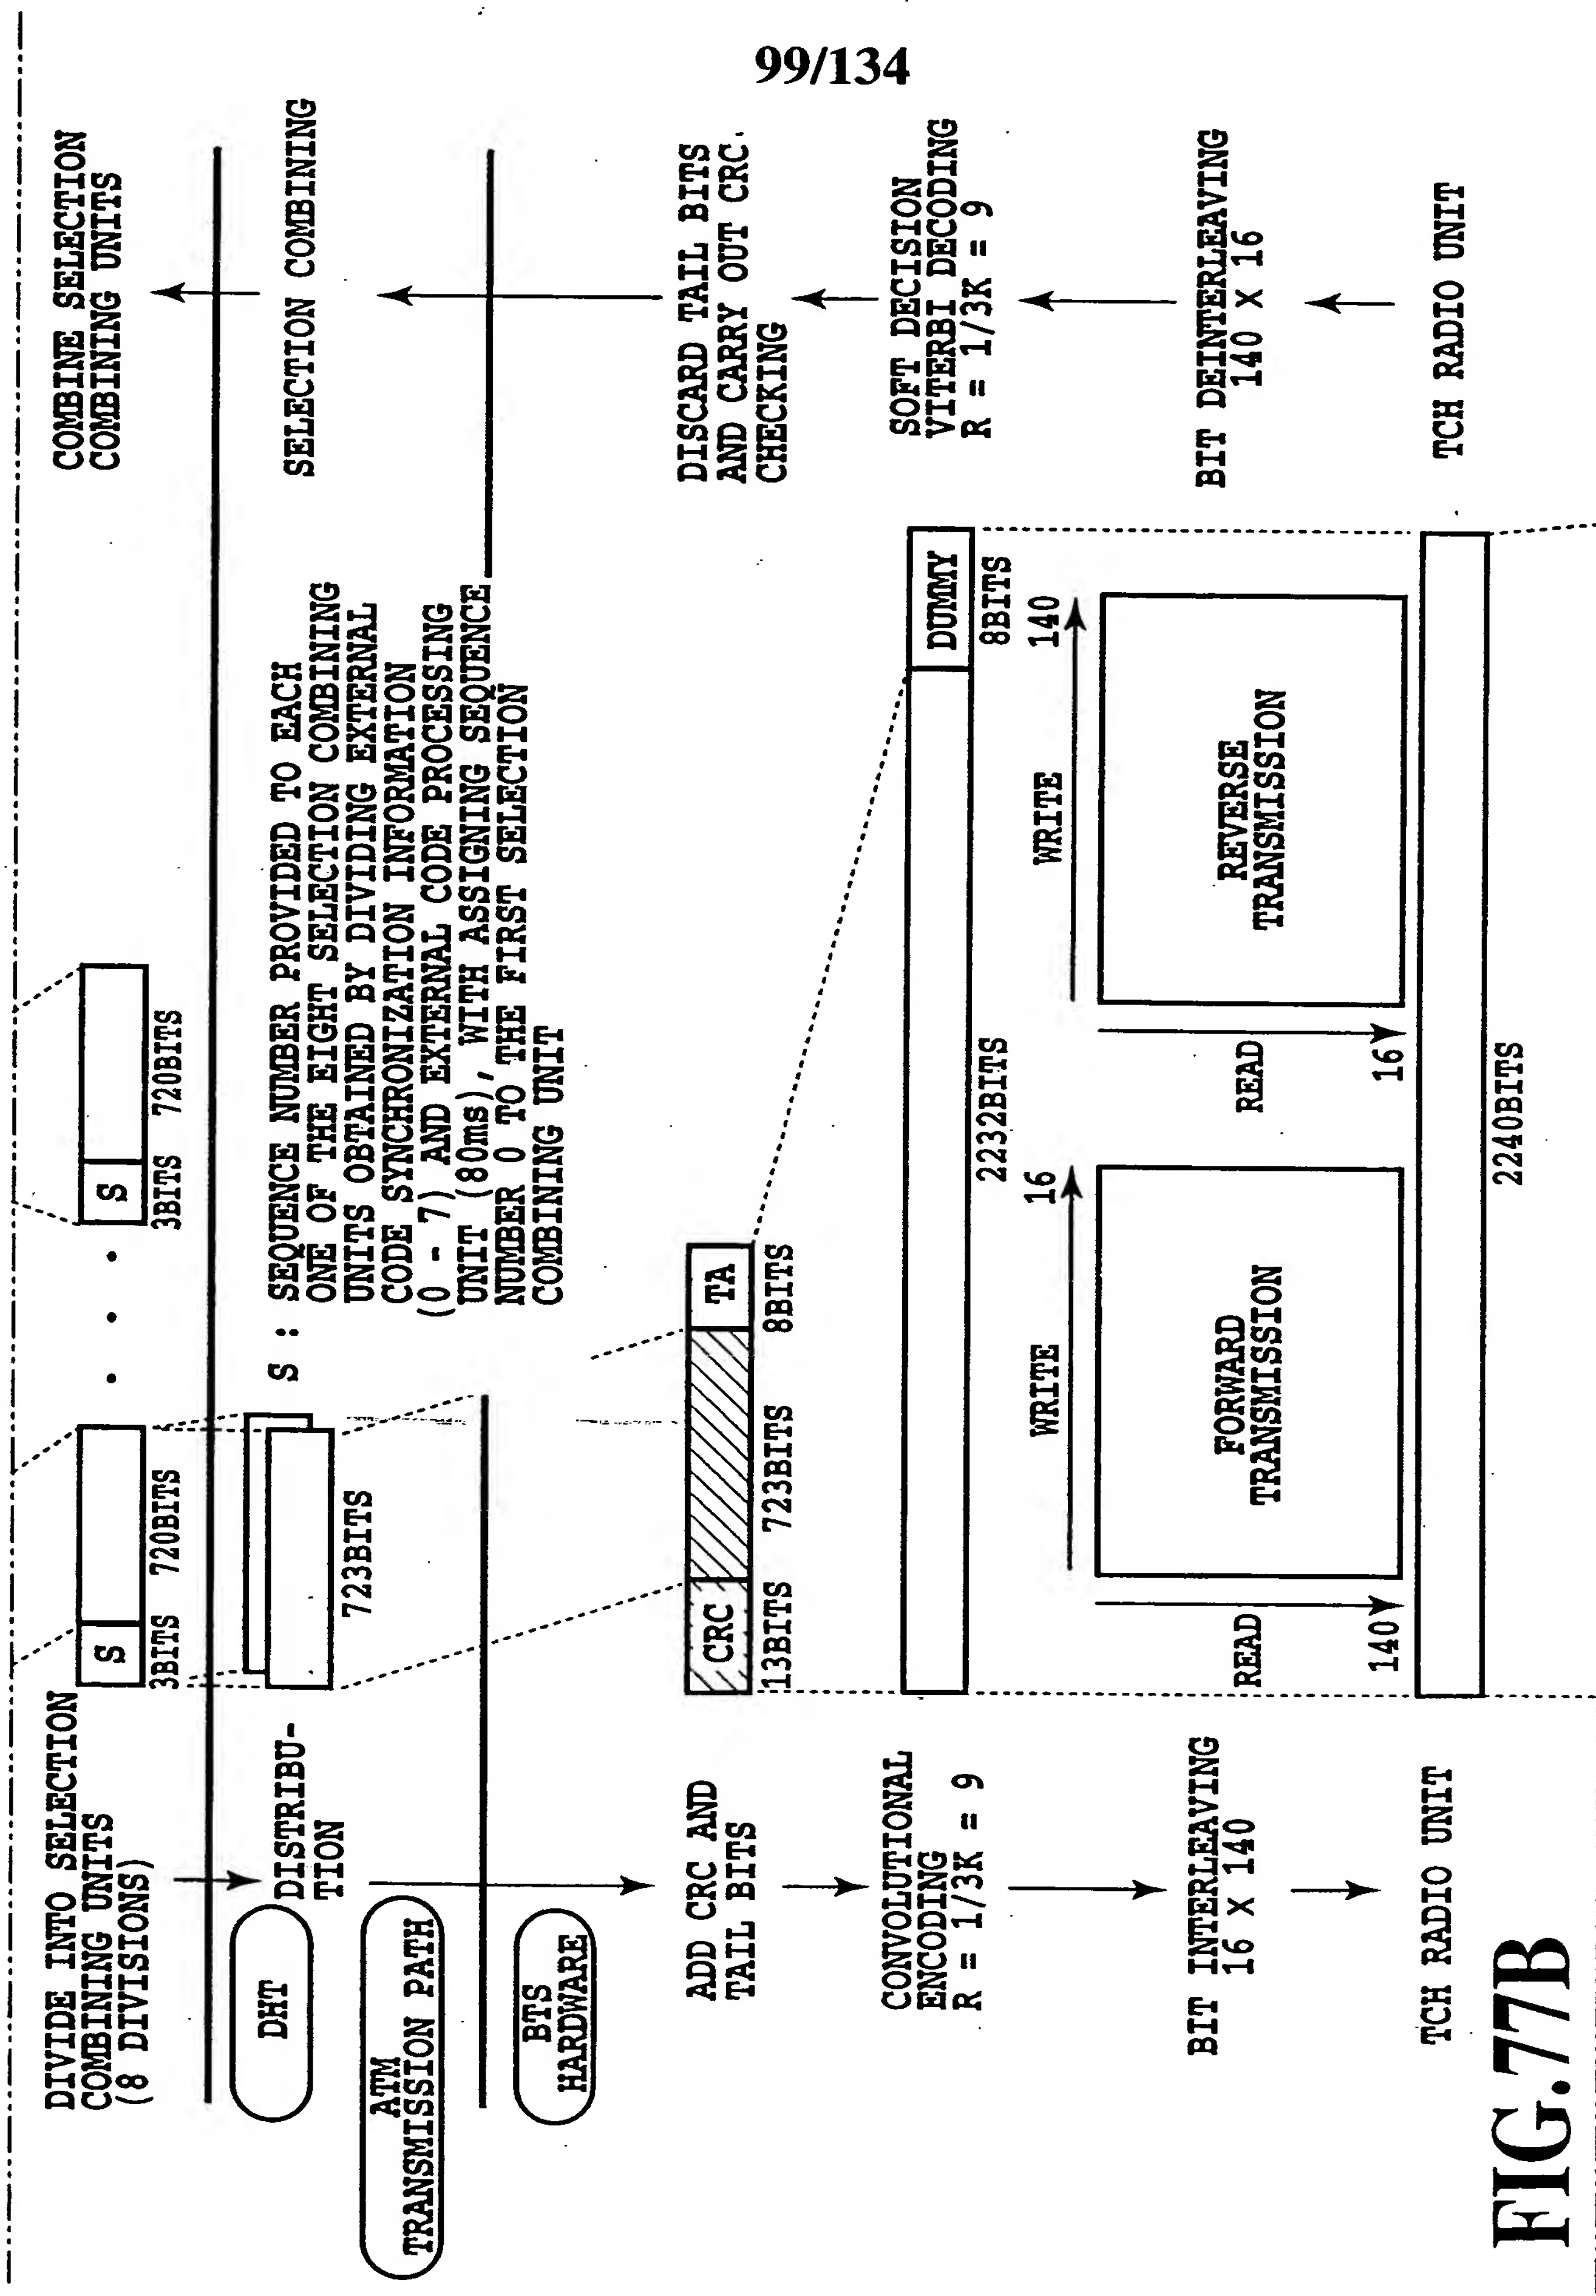 99/134
DIVIDE INTO SELECTION
COMBINING UNITS
(8 DIVISIONS)
S
3BITS 720BITS
• • •
S
3BITS 720BITS
COMBINE SELECTION
COMBINING UNITS
DHT
DISTRIBU-
TION
723BITS
S : SEQUENCE NUMBER PROVIDED TO EACH
ONE OF THE EIGHT SELECTION COMBINING
UNITS OBTAINED BY DIVIDING EXTERNAL
CODE SYNCHRONIZATION INFORMATION
(0 - 7) AND EXTERNAL CODE PROCESSING
UNIT (80ms), WITH ASSIGNING SEQUENCE
NUMBER 0 TO THE FIRST SELECTION
COMBINING UNIT
SELECTION COMBINING
ATM
TRANSMISSION PATH
BTS
HARDWARE
ADD CRC AND
TAIL BITS
CRC TA
13BITS 723BITS 8BITS
DISCARD TAIL BITS
AND CARRY OUT CRC
CHECKING
CONVOLUTIONAL
ENCODING
R = 1/3K = 9
DUMMY
2232BITS 8BITS
SOFT DECISION
VITERBI DECODING
R = 1/3K = 9
BIT INTERLEAVING
16 X 140
WRITE 16
READ
140
FORWARD
TRANSMISSION
WRITE 140
READ
16
REVERSE
TRANSMISSION
BIT DEINTERLEAVING
140 X 16
TCH RADIO UNIT
2240BITS
TCH RADIO UNIT
FIG.77B